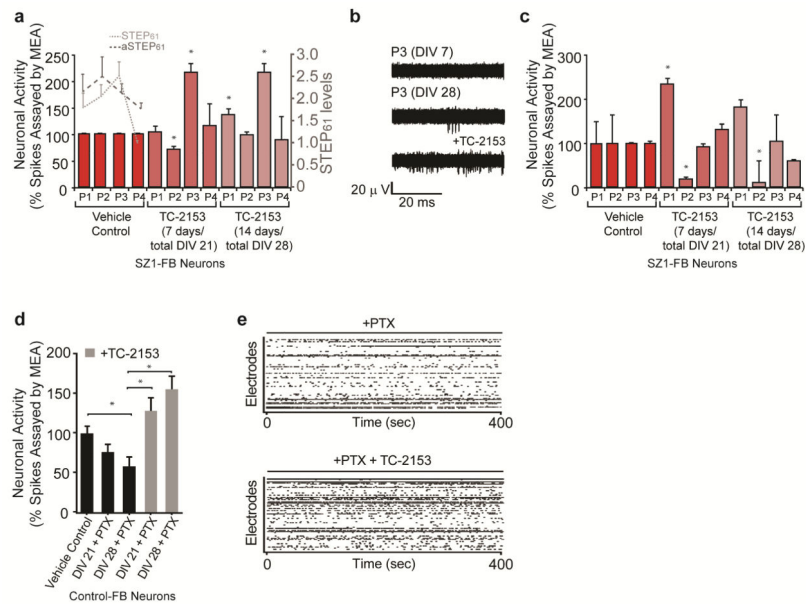 a
STEP61
aSTEP61
Neuronal Activity
(% Spikes Assayed by MEA)
250
200
150
100
50
0
3.0
2.5
2.0
1.5
1.0
0.5
0
STEP61 levels
*
*
*
*
P1 P2 P3 P4 P1 P2 P3 P4 P1 P2 P3 P4
Vehicle Control
TC-2153 (7 days/ total DIV 21)
TC-2153 (14 days/ total DIV 28)
SZ1-FB Neurons
b
P3 (DIV 7)
P3 (DIV 28)
+TC-2153
20 μ V
20 ms
c
Neuronal Activity
(% Spikes Assayed by MEA)
300
200
100
0
*
*
*
P1 P2 P3 P4 P1 P2 P3 P4 P1 P2 P3 P4
Vehicle Control
TC-2153 (7 days/ total DIV 21)
TC-2153 (14 days/ total DIV 28)
SZ1-FB Neurons
d
+TC-2153
Neuronal Activity
(% Spikes Assayed by MEA)
200
150
100
50
0
*
*
*
Vehicle Control
DIV 21 + PTX
DIV 28 + PTX
DIV 21 + PTX
DIV 28 + PTX
Control-FB Neurons
e
+PTX
Electrodes
0
Time (sec)
400
+PTX + TC-2153
Electrodes
0
Time (sec)
400